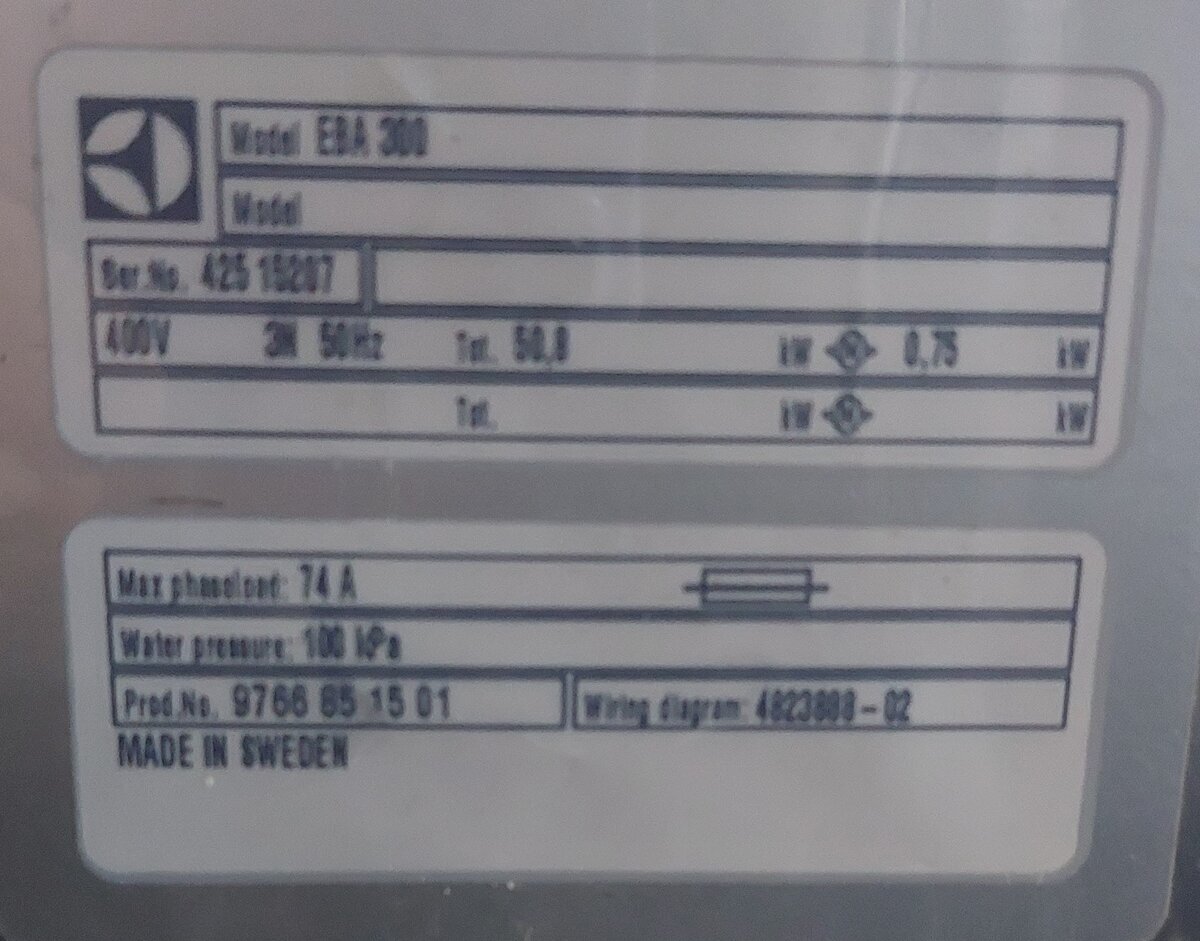 Model EBA 300
Model
Ser.No. 425 15207
400V 3N 50Hz Tot. 50,8 kW M 0,75 kW
Tot. kW M kW
Max phaseload: 74 A
Water pressure: 100 kPa
Prod.No. 9766 85 15 01 Wiring diagram: 4823808-02
MADE IN SWEDEN